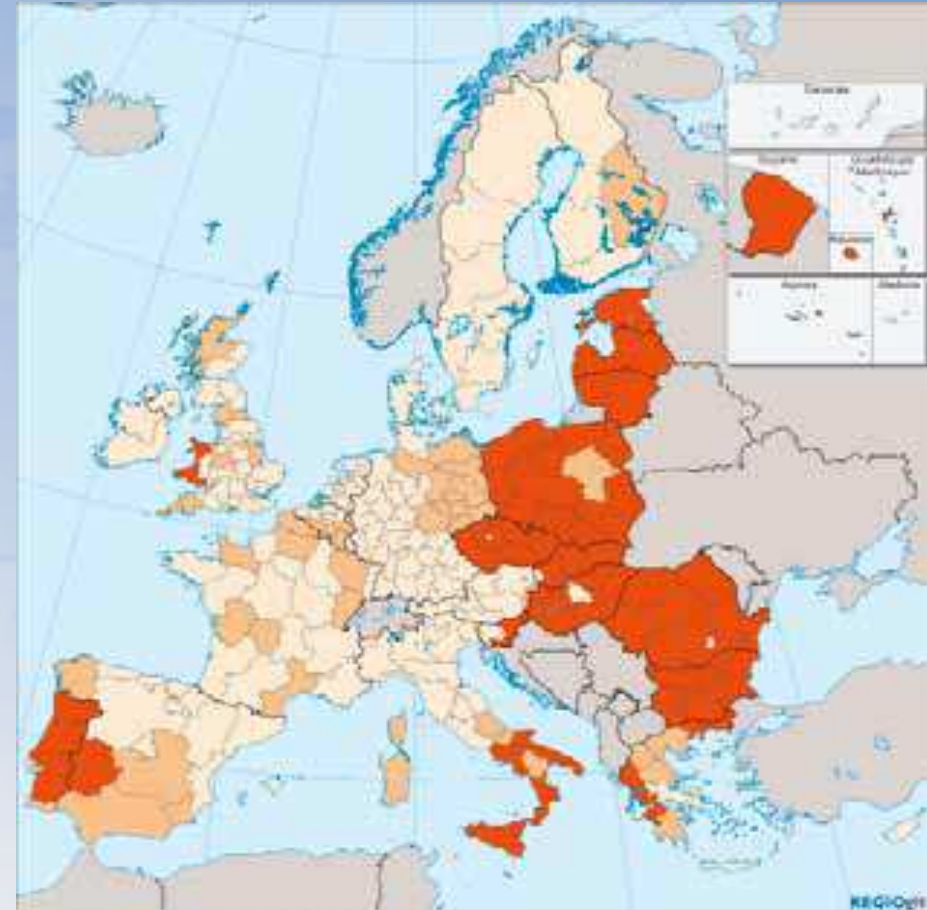 Canarias
Guyane
Guadeloupe
Martinique
Réunion
Açores
Madeira
REGIOgis